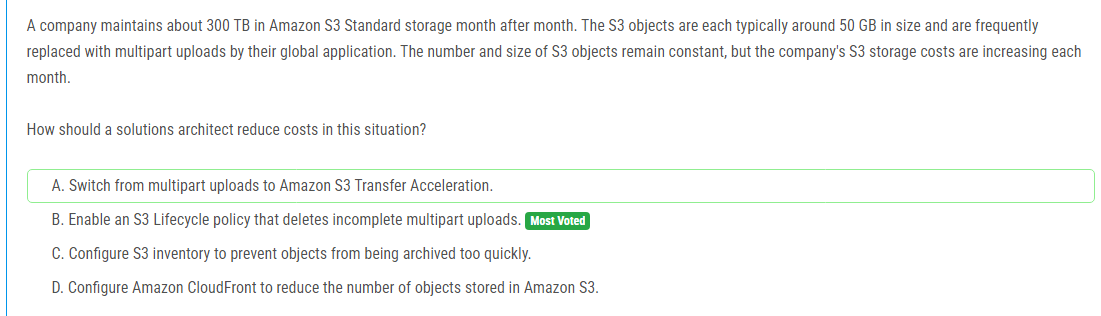 A company maintains about 300 TB in Amazon S3 Standard storage month after month. The S3 objects are each typically around 50 GB in size and are frequently
replaced with multipart uploads by their global application. The number and size of S3 objects remain constant, but the company's S3 storage costs are increasing each
month.
How should a solutions architect reduce costs in this situation?
A. Switch from multipart uploads to Amazon S3 Transfer Acceleration.
B. Enable an S3 Lifecycle policy that deletes incomplete multipart uploads. Most Voted
C. Configure S3 inventory to prevent objects from being archived too quickly.
D. Configure Amazon CloudFront to reduce the number of objects stored in Amazon S3.